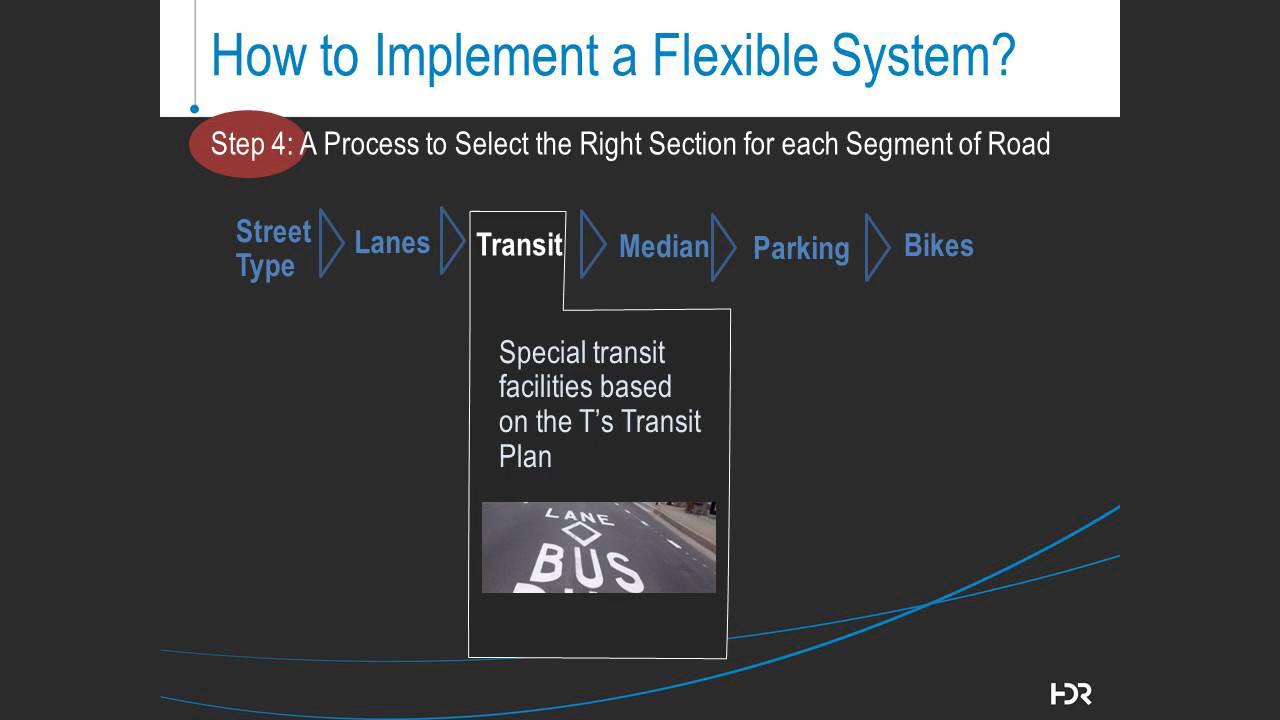 How to Implement a Flexible System?
Step 4: A Process to Select the Right Section for each Segment of Road
Street
Type
Lanes
Transit
Median
Parking
Bikes
Special transit
facilities based
on the T’s Transit
Plan
LANE
BUS
HDR